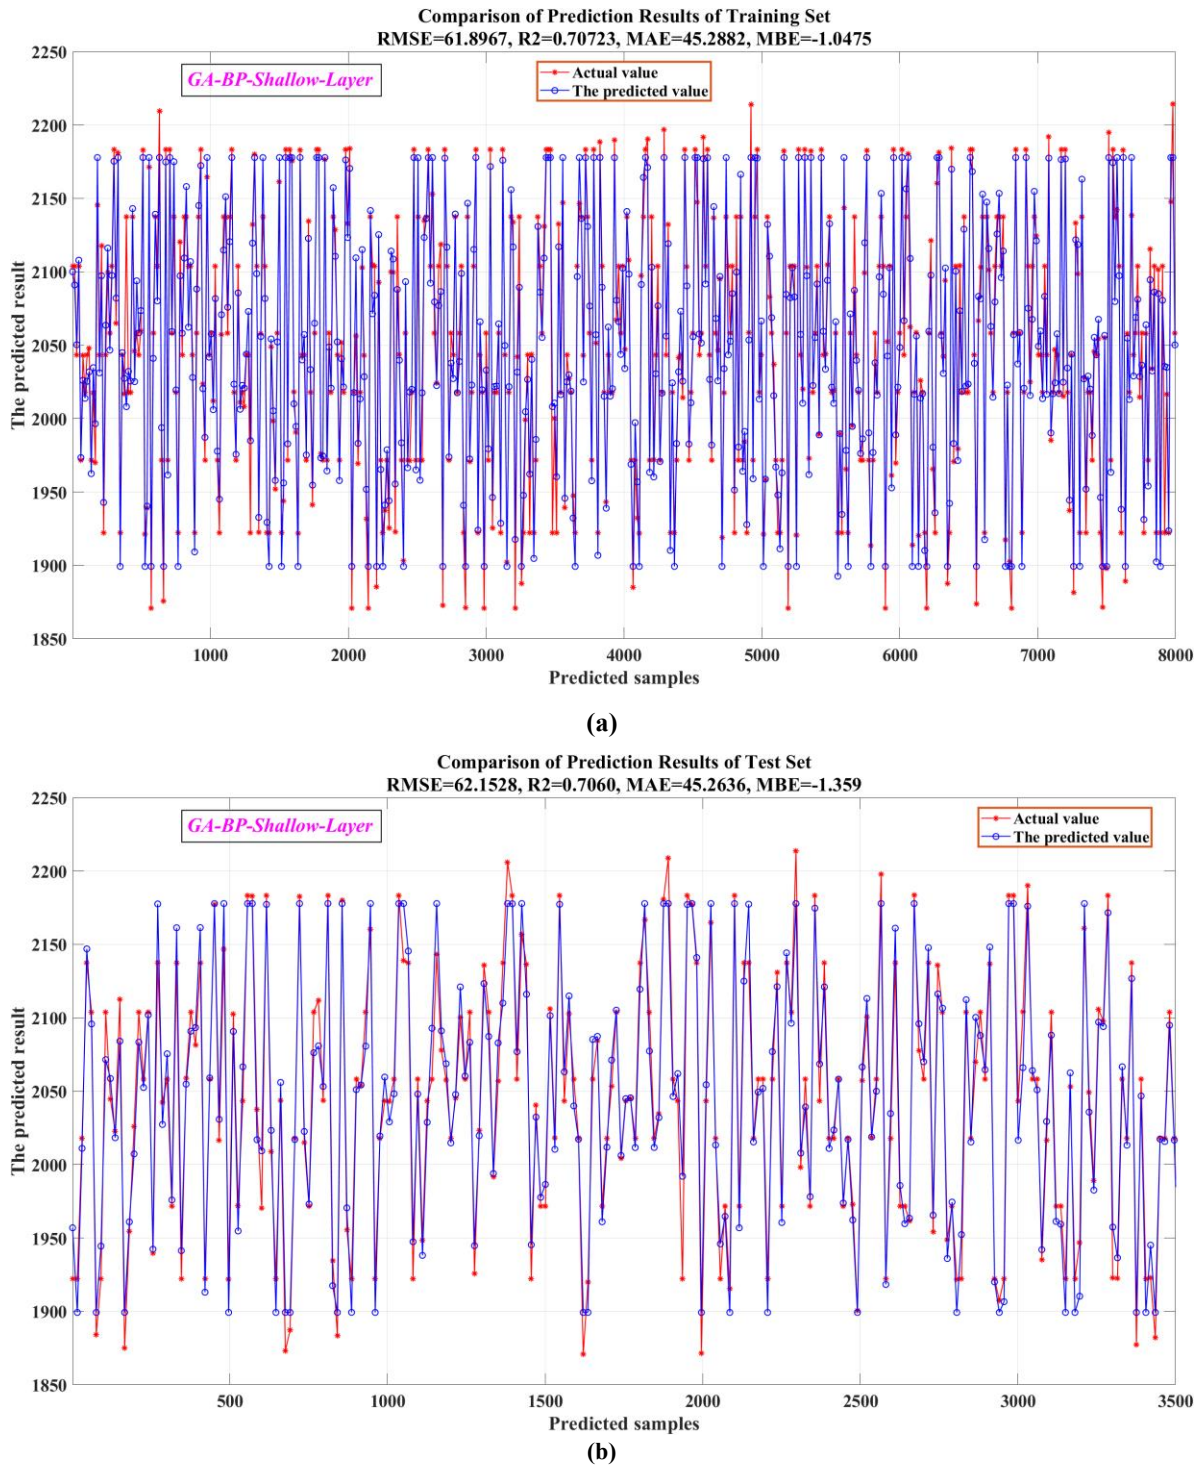 Comparison of Prediction Results of Training Set
RMSE=61.8967, R2=0.70723, MAE=45.2882, MBE=-1.0475
GA-BP-Shallow-Layer
Actual value
The predicted value
The predicted result
2250
2200
2150
2100
2050
2000
1950
1900
1850
1000
2000
3000
4000
5000
6000
7000
8000
Predicted samples
(a)
Comparison of Prediction Results of Test Set
RMSE=62.1528, R2=0.7060, MAE=45.2636, MBE=-1.359
GA-BP-Shallow-Layer
Actual value
The predicted value
The predicted result
2250
2200
2150
2100
2050
2000
1950
1900
1850
500
1000
1500
2000
2500
3000
3500
Predicted samples
(b)